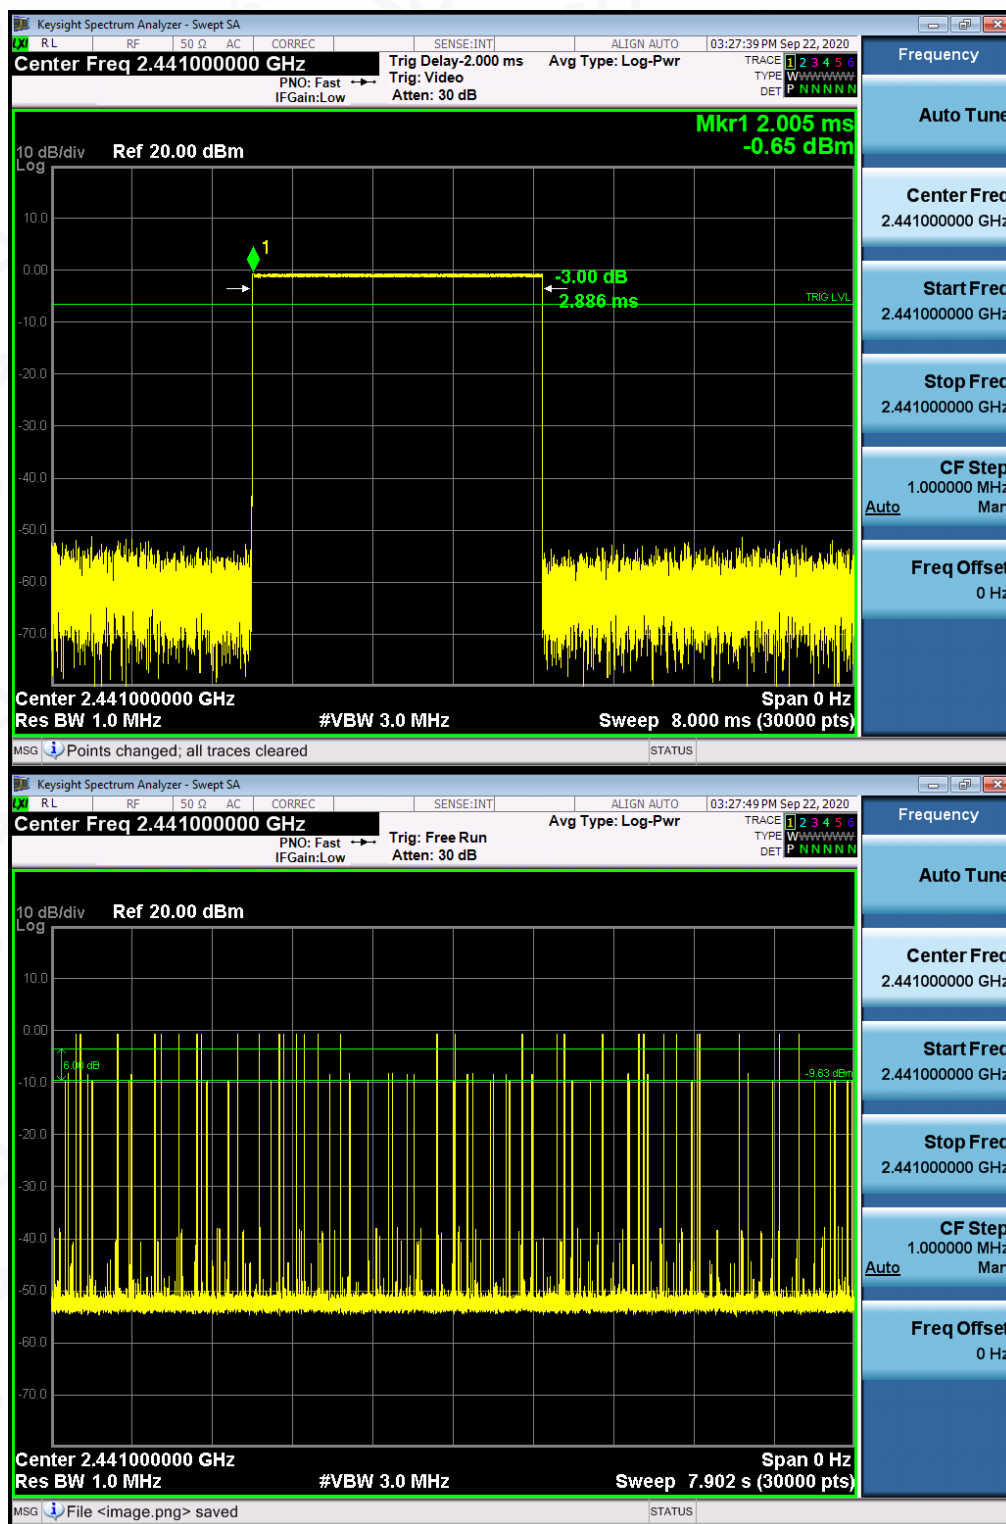 Keysight Spectrum Analyzer - Swept SA
LXI RL RF 50 Ω AC CORREC SENSE:INT ALIGN AUTO 03:27:39 PM Sep 22, 2020
Center Freq 2.441000000 GHz
PNO: Fast
IFGain:Low
Trig Delay-2.000 ms
Trig: Video
Atten: 30 dB
Avg Type: Log-Pwr
TRACE 1 2 3 4 5 6
TYPE WWWWWWW
DET P N N N N N
Mkr1 2.005 ms
-0.65 dBm
10 dB/div Ref 20.00 dBm
Log
10.0
0.00
-10.0
-20.0
-30.0
-40.0
-50.0
-60.0
-70.0
1
-3.00 dB
2.886 ms
TRIG LVL
Center 2.441000000 GHz Span 0 Hz
Res BW 1.0 MHz #VBW 3.0 MHz Sweep 8.000 ms (30000 pts)
MSG Points changed; all traces cleared STATUS
Frequency
Auto Tune
Center Freq
2.441000000 GHz
Start Freq
2.441000000 GHz
Stop Freq
2.441000000 GHz
CF Step
1.000000 MHz
Auto Man
Freq Offset
0 Hz
Keysight Spectrum Analyzer - Swept SA
LXI RL RF 50 Ω AC CORREC SENSE:INT ALIGN AUTO 03:27:49 PM Sep 22, 2020
Center Freq 2.441000000 GHz
PNO: Fast
IFGain:Low
Trig: Free Run
Atten: 30 dB
Avg Type: Log-Pwr
TRACE 1 2 3 4 5 6
TYPE WWWWWWW
DET P N N N N N
10 dB/div Ref 20.00 dBm
Log
10.0
0.00
-10.0
-20.0
-30.0
-40.0
-50.0
-60.0
-70.0
6.00 dB
-9.63 dBm
Center 2.441000000 GHz Span 0 Hz
Res BW 1.0 MHz #VBW 3.0 MHz Sweep 7.902 s (30000 pts)
MSG File <image.png> saved STATUS
Frequency
Auto Tune
Center Freq
2.441000000 GHz
Start Freq
2.441000000 GHz
Stop Freq
2.441000000 GHz
CF Step
1.000000 MHz
Auto Man
Freq Offset
0 Hz